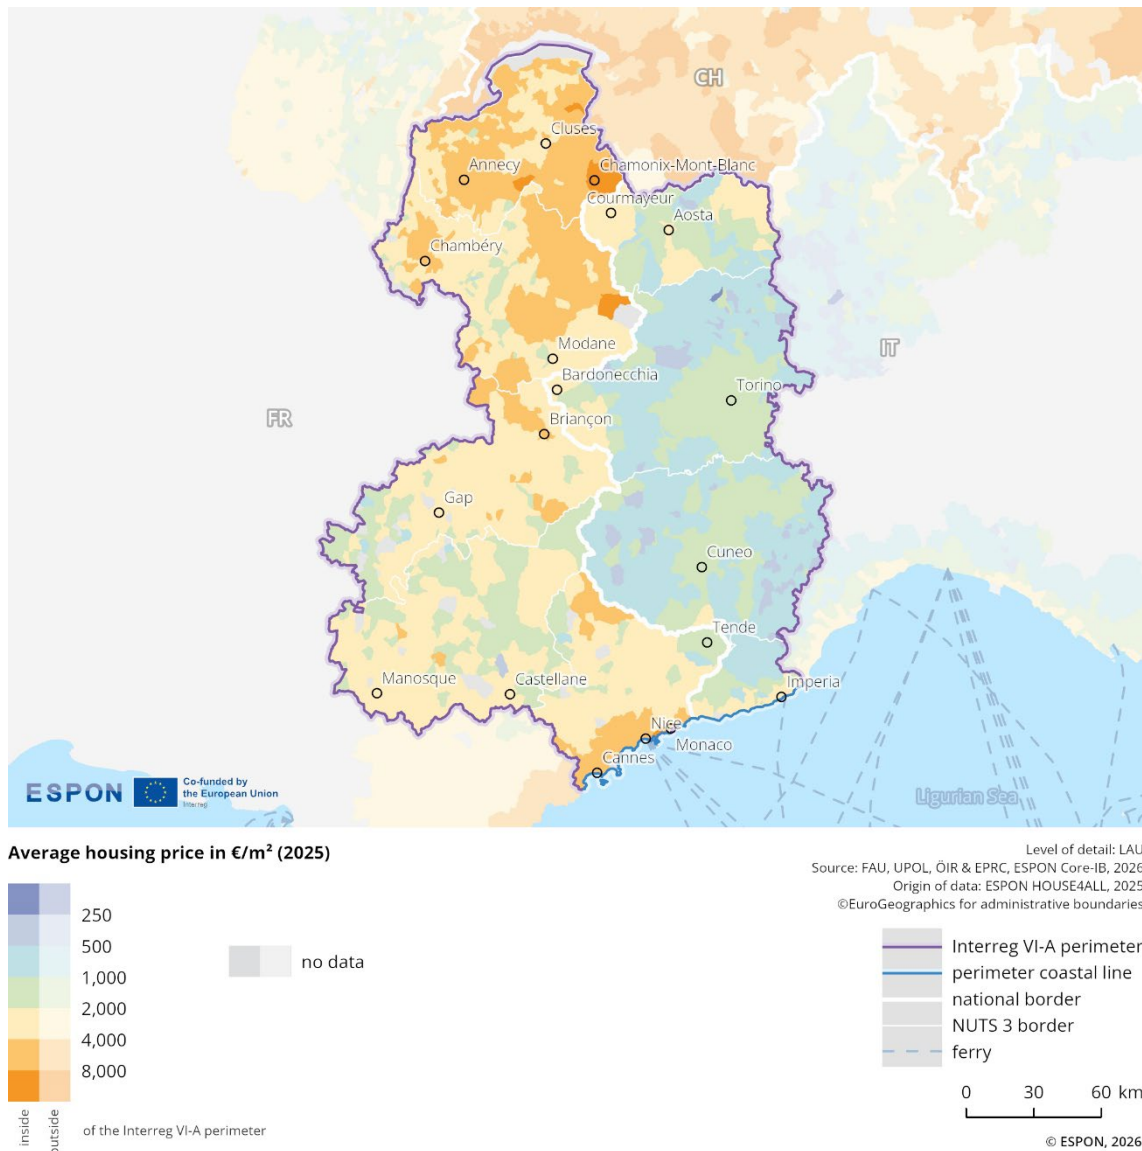 CH
Cluses
Annecy
Chamonix-Mont-Blanc
Courmayeur
Aosta
Chambéry
IT
Modane
Bardonecchia
Torino
FR
Briançon
Gap
Cuneo
Tende
Manosque
Castellane
Imperia
Nice
Monaco
Cannes
ESPON
Co-funded by
the European Union
Interreg
Ligurian Sea
Average housing price in €/m² (2025)
Level of detail: LAU
Source: FAU, UPOL, ÖIR & EPRC, ESPON Core-IB, 2026
Origin of data: ESPON HOUSE4ALL, 2025
©EuroGeographics for administrative boundaries
250
500
1,000
2,000
4,000
8,000
no data
inside
outside
of the Interreg VI-A perimeter
Interreg VI-A perimeter
perimeter coastal line
national border
NUTS 3 border
ferry
0 30 60 km
© ESPON, 2026